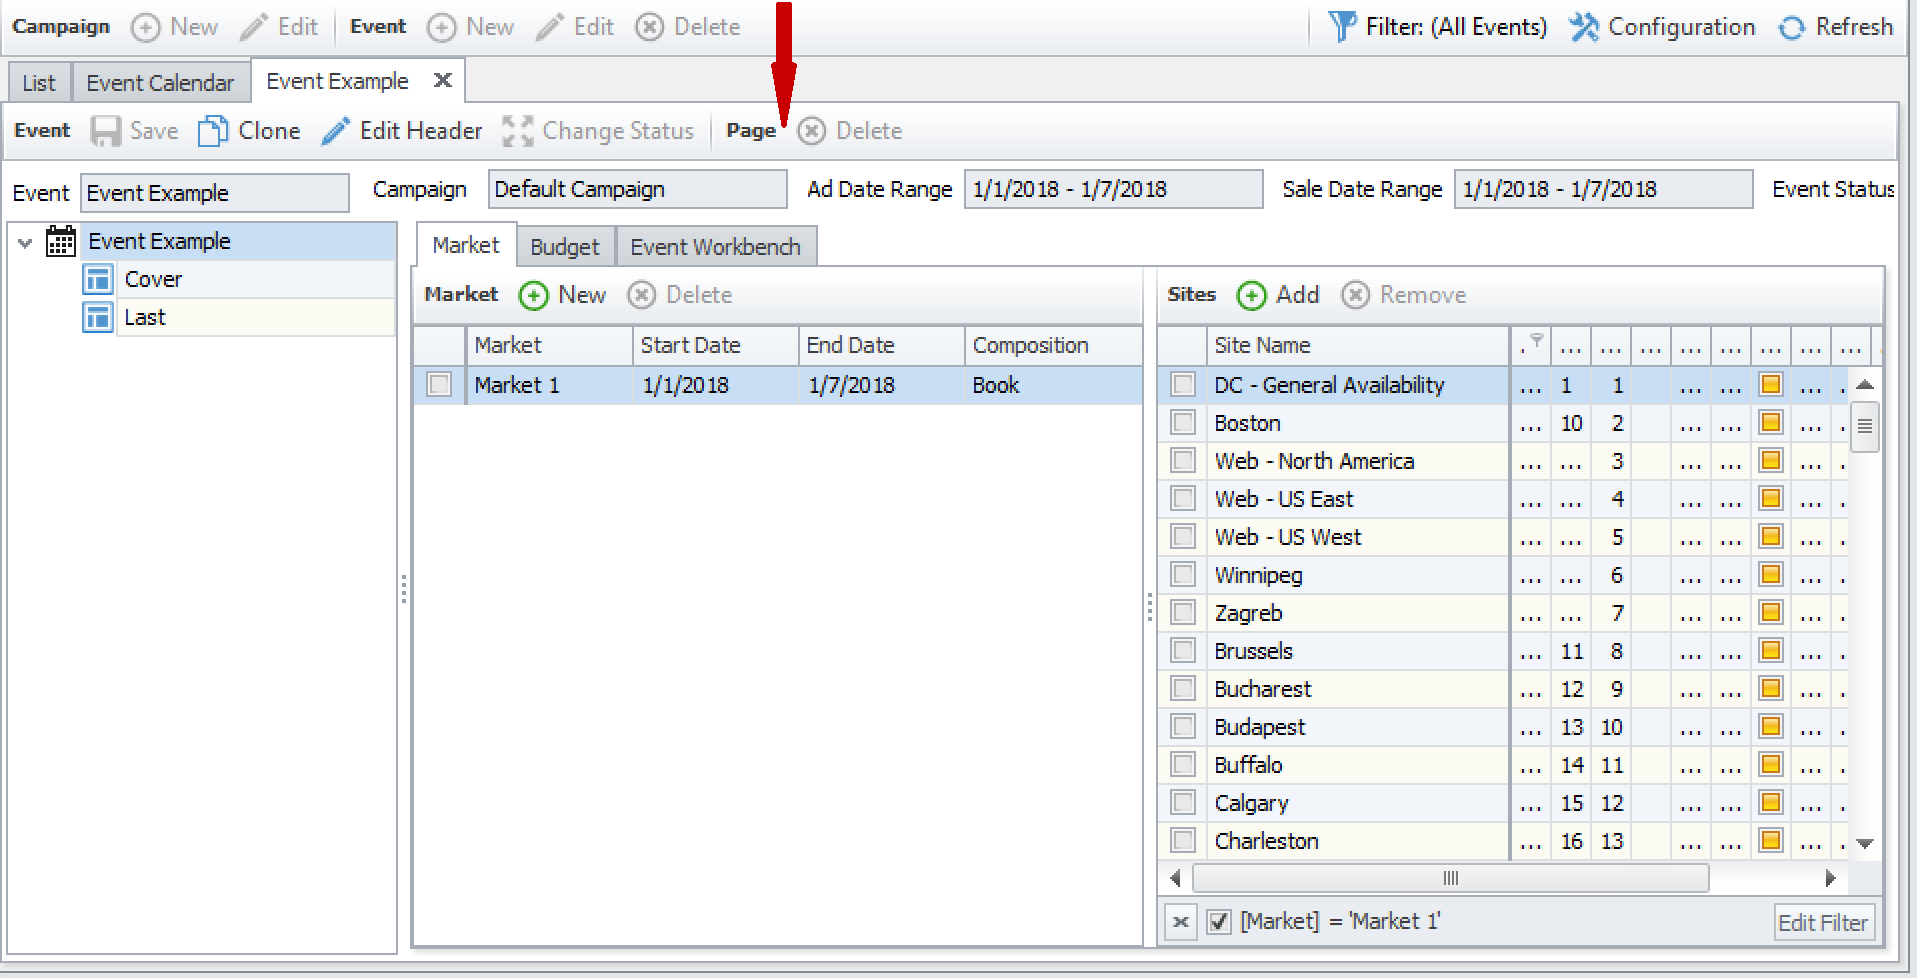 Campaign New Edit Event New Edit Delete Filter: (All Events) Configuration Refresh
List Event Calendar Event Example
Event Save Clone Edit Header Change Status Page Delete
Event Event Example Campaign Default Campaign Ad Date Range 1/1/2018 - 1/7/2018 Sale Date Range 1/1/2018 - 1/7/2018 Event Status
Event Example
Cover
Last
Market Budget Event Workbench
Market New Delete
Market Start Date End Date Composition
Market 1 1/1/2018 1/7/2018 Book
Sites Add Remove
Site Name . ... ... ... ... ... ... ... ... .
DC - General Availability ... 1 1 ... ... ... .
Boston ... 10 2 ... ... ... .
Web - North America ... ... 3 ... ... ... .
Web - US East ... ... 4 ... ... ... .
Web - US West ... ... 5 ... ... ... .
Winnipeg ... ... 6 ... ... ... .
Zagreb ... ... 7 ... ... ... .
Brussels ... 11 8 ... ... ... .
Bucharest ... 12 9 ... ... ... .
Budapest ... 13 10 ... ... ... .
Buffalo ... 14 11 ... ... ... .
Calgary ... 15 12 ... ... ... .
Charleston ... 16 13 ... ... ... .
[Market] = 'Market 1' Edit Filter